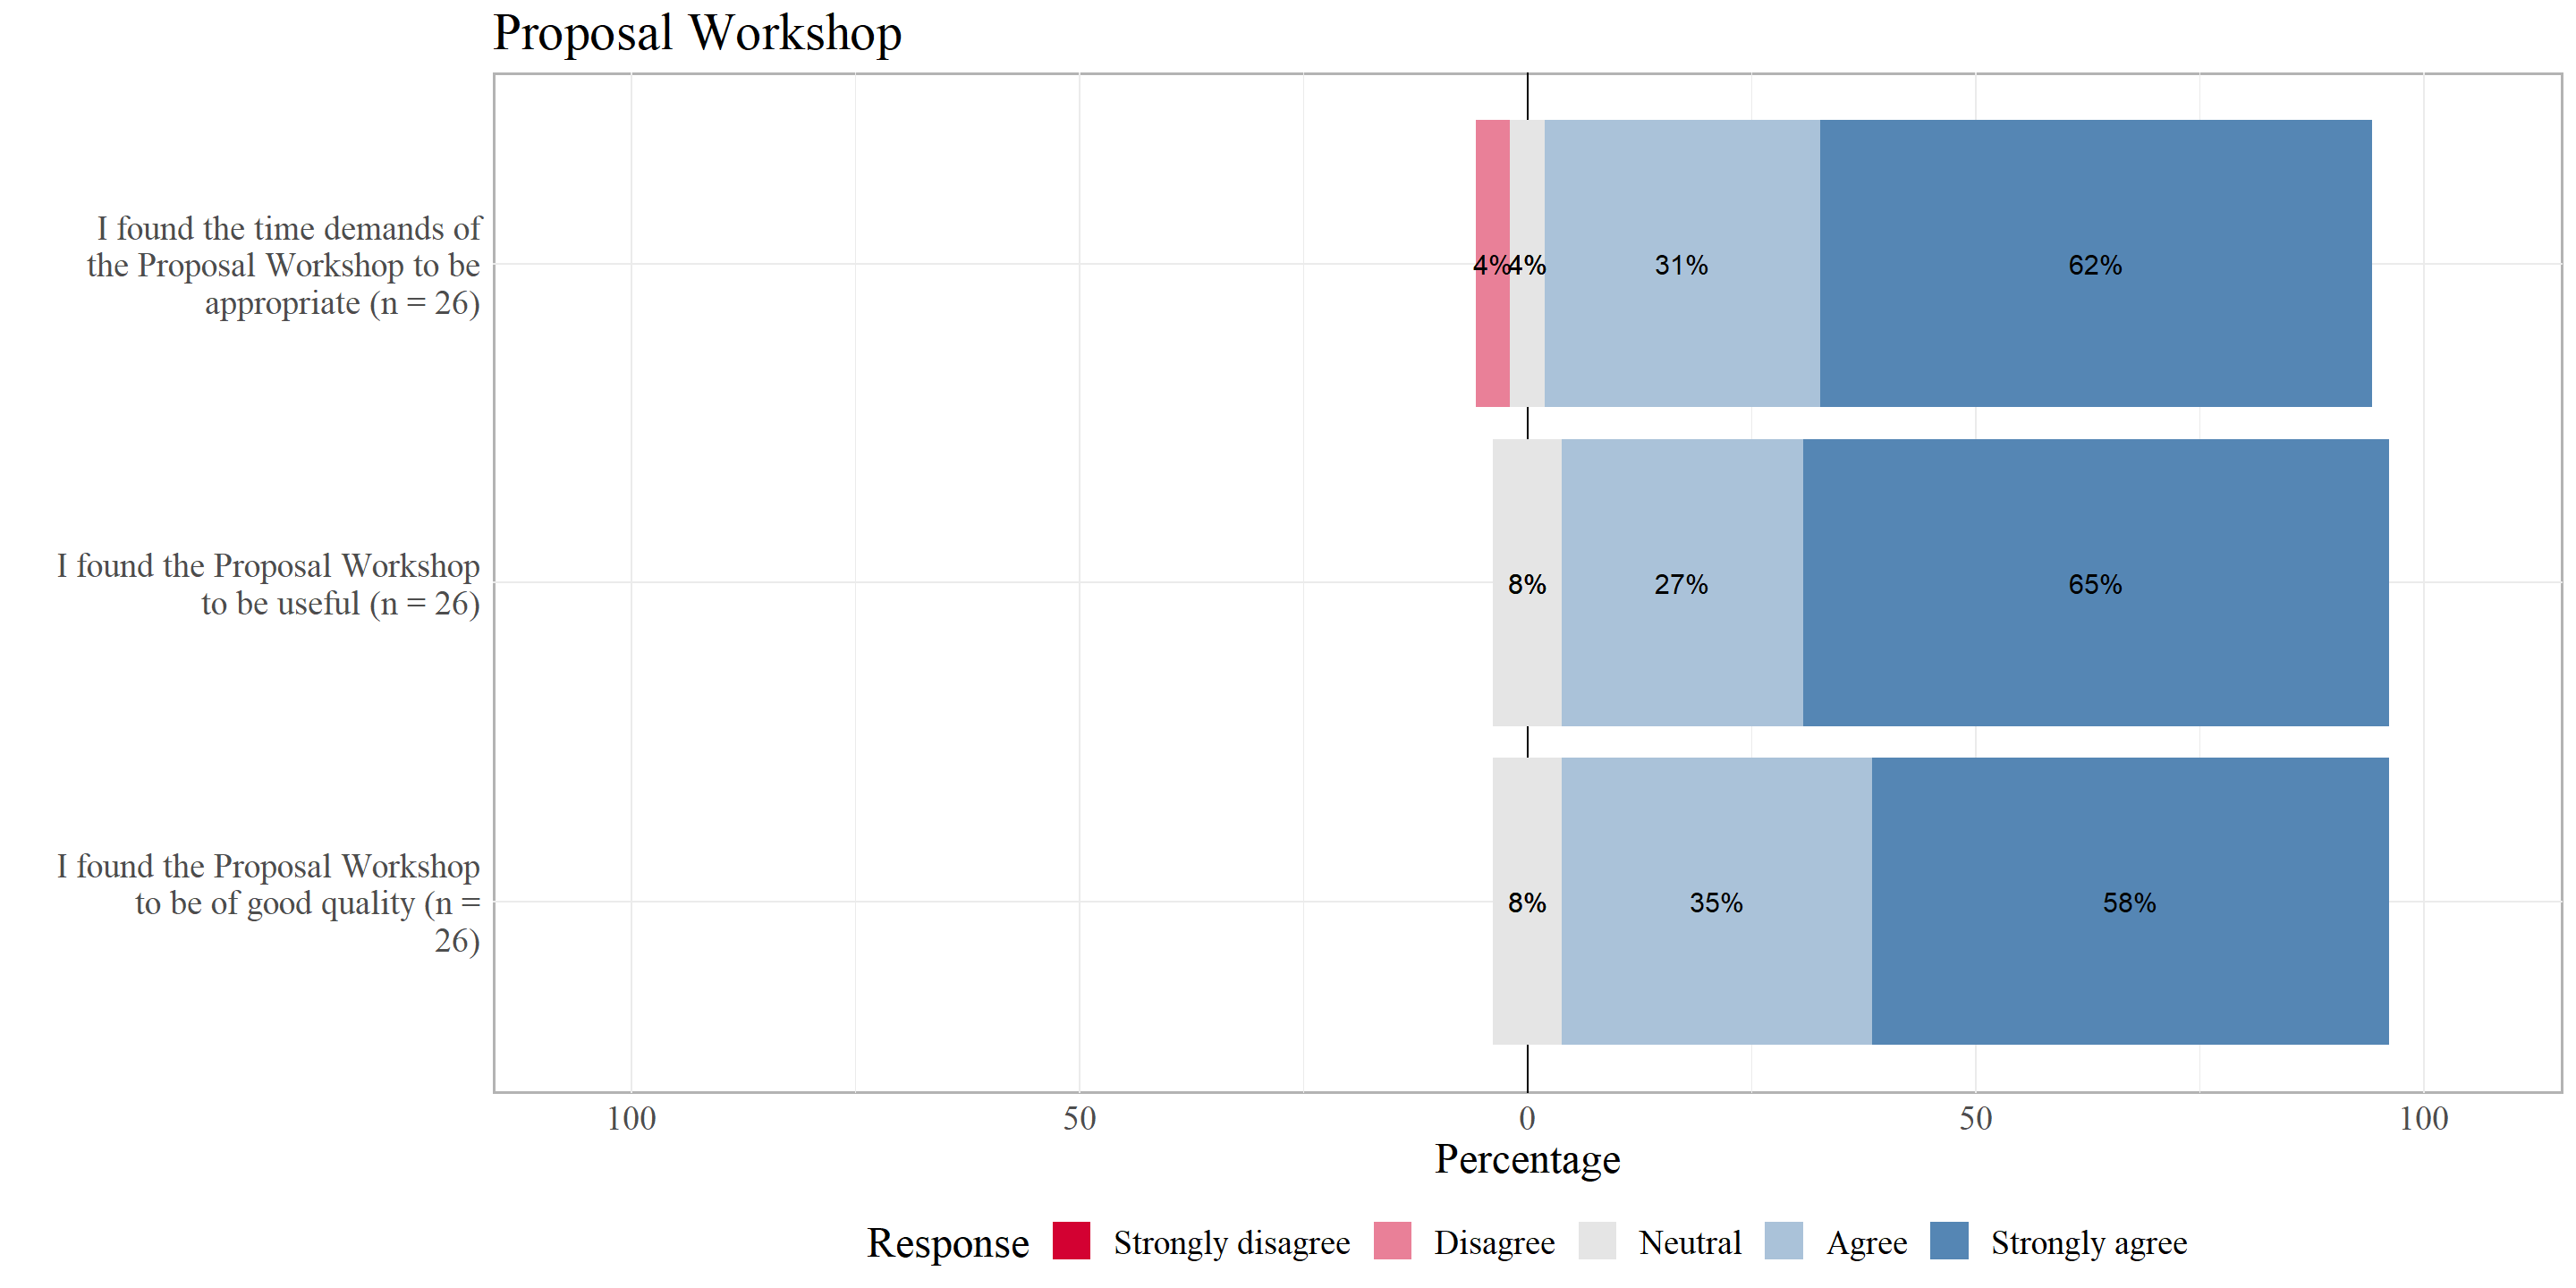 Proposal Workshop
I found the time demands of
the Proposal Workshop to be
appropriate (n = 26)
4%
4%
31%
62%
I found the Proposal Workshop
to be useful (n = 26)
8%
27%
65%
I found the Proposal Workshop
to be of good quality (n =
26)
8%
35%
58%
100 50 0 50 100
Percentage
Response Strongly disagree Disagree Neutral Agree Strongly agree